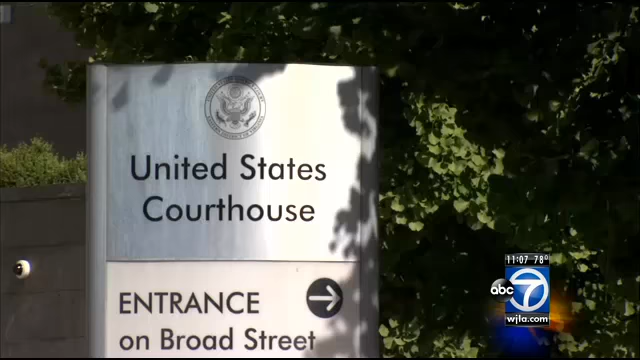 United States
Courthouse
ENTRANCE
on Broad Street
11:07 78°
abc 7
wjla.com